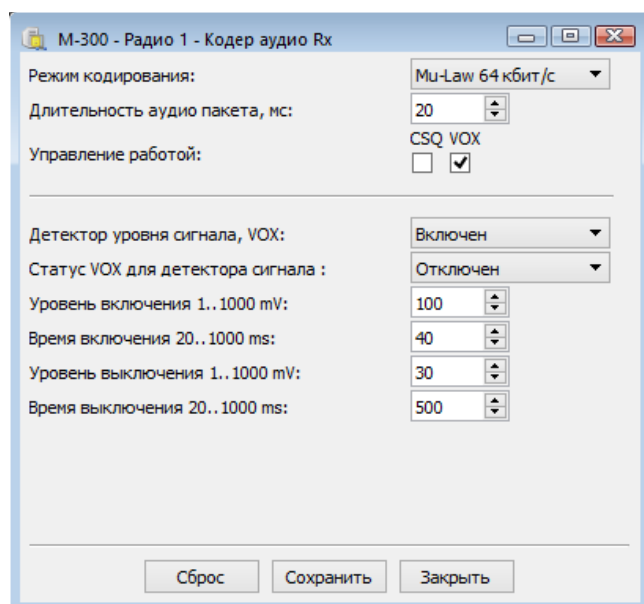 М-300 - Радио 1 - Кодер аудио Rx
Режим кодирования: Mu-Law 64 кбит/с
Длительность аудио пакета, мс: 20
CSQ VOX
Управление работой:
Детектор уровня сигнала, VOX: Включен
Статус VOX для детектора сигнала : Отключен
Уровень включения 1..1000 mV: 100
Время включения 20..1000 ms: 40
Уровень выключения 1..1000 mV: 30
Время выключения 20..1000 ms: 500
Сброс Сохранить Закрыть